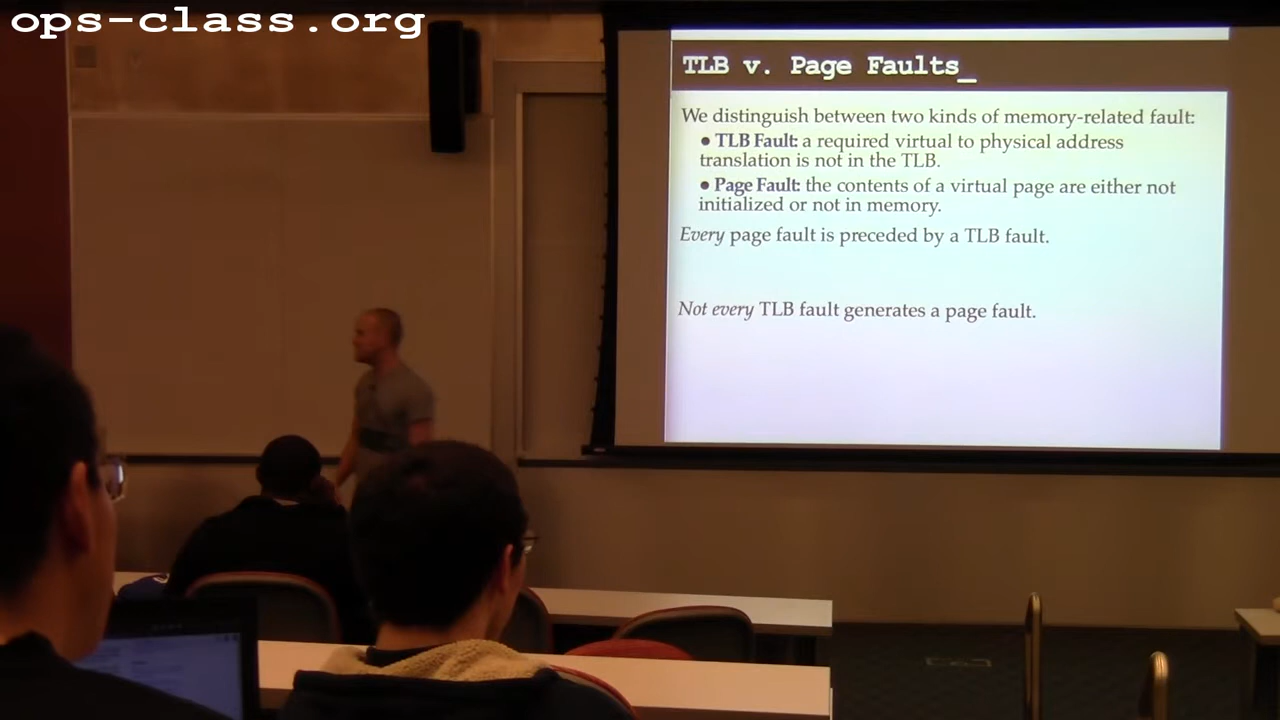 ops-class.org
TLB v. Page Faults_
We distinguish between two kinds of memory-related fault:
● TLB Fault: a required virtual to physical address
translation is not in the TLB.
● Page Fault: the contents of a virtual page are either not
initialized or not in memory.
Every page fault is preceded by a TLB fault.
Not every TLB fault generates a page fault.